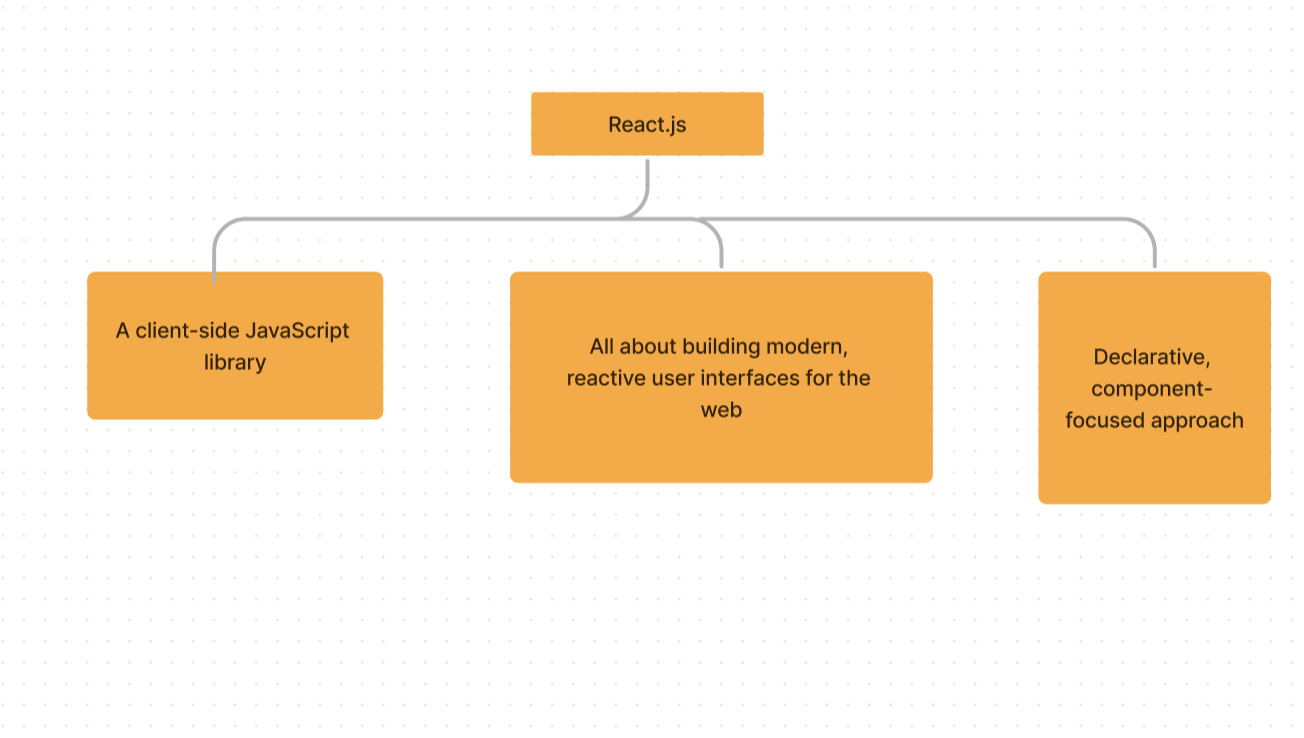 React.js
A client-side JavaScript
library
All about building modern,
reactive user interfaces for the
web
Declarative,
component-
focused approach